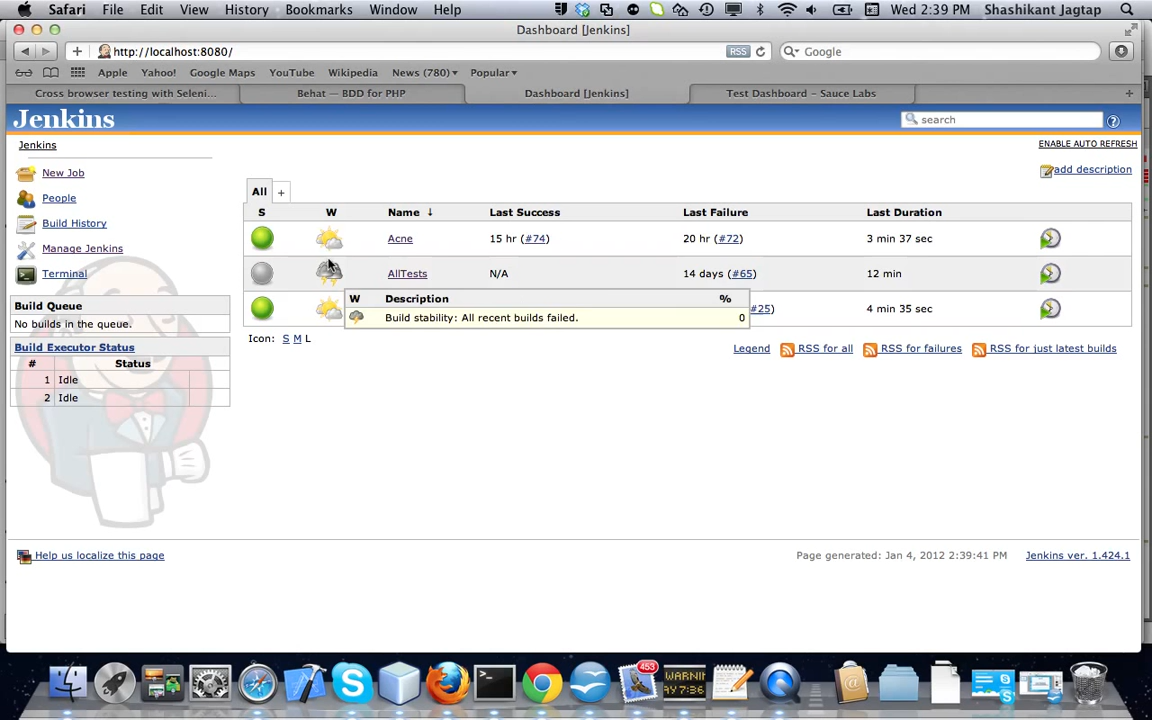 Safari File Edit View History Bookmarks Window Help Wed 2:39 PM Shashikant Jagtap
Dashboard [Jenkins]
http://localhost:8080/ RSS Google
Apple Yahoo! Google Maps YouTube Wikipedia News (780) Popular
Cross browser testing with Seleni... Behat — BDD for PHP Dashboard [Jenkins] Test Dashboard – Sauce Labs
Jenkins search
Jenkins ENABLE AUTO REFRESH
New Job add description
People All +
Build History S W Name ↓ Last Success Last Failure Last Duration
Manage Jenkins Acne 15 hr (#74) 20 hr (#72) 3 min 37 sec
Terminal AllTests N/A 14 days (#65) 12 min
Build Queue W Description %
No builds in the queue. Build stability: All recent builds failed. 0
#25) 4 min 35 sec
Build Executor Status Icon: S M L Legend RSS for all RSS for failures RSS for just latest builds
# Status
1 Idle
2 Idle
Help us localize this page Page generated: Jan 4, 2012 2:39:41 PM Jenkins ver. 1.424.1
453
WARNIN
AY 7:36